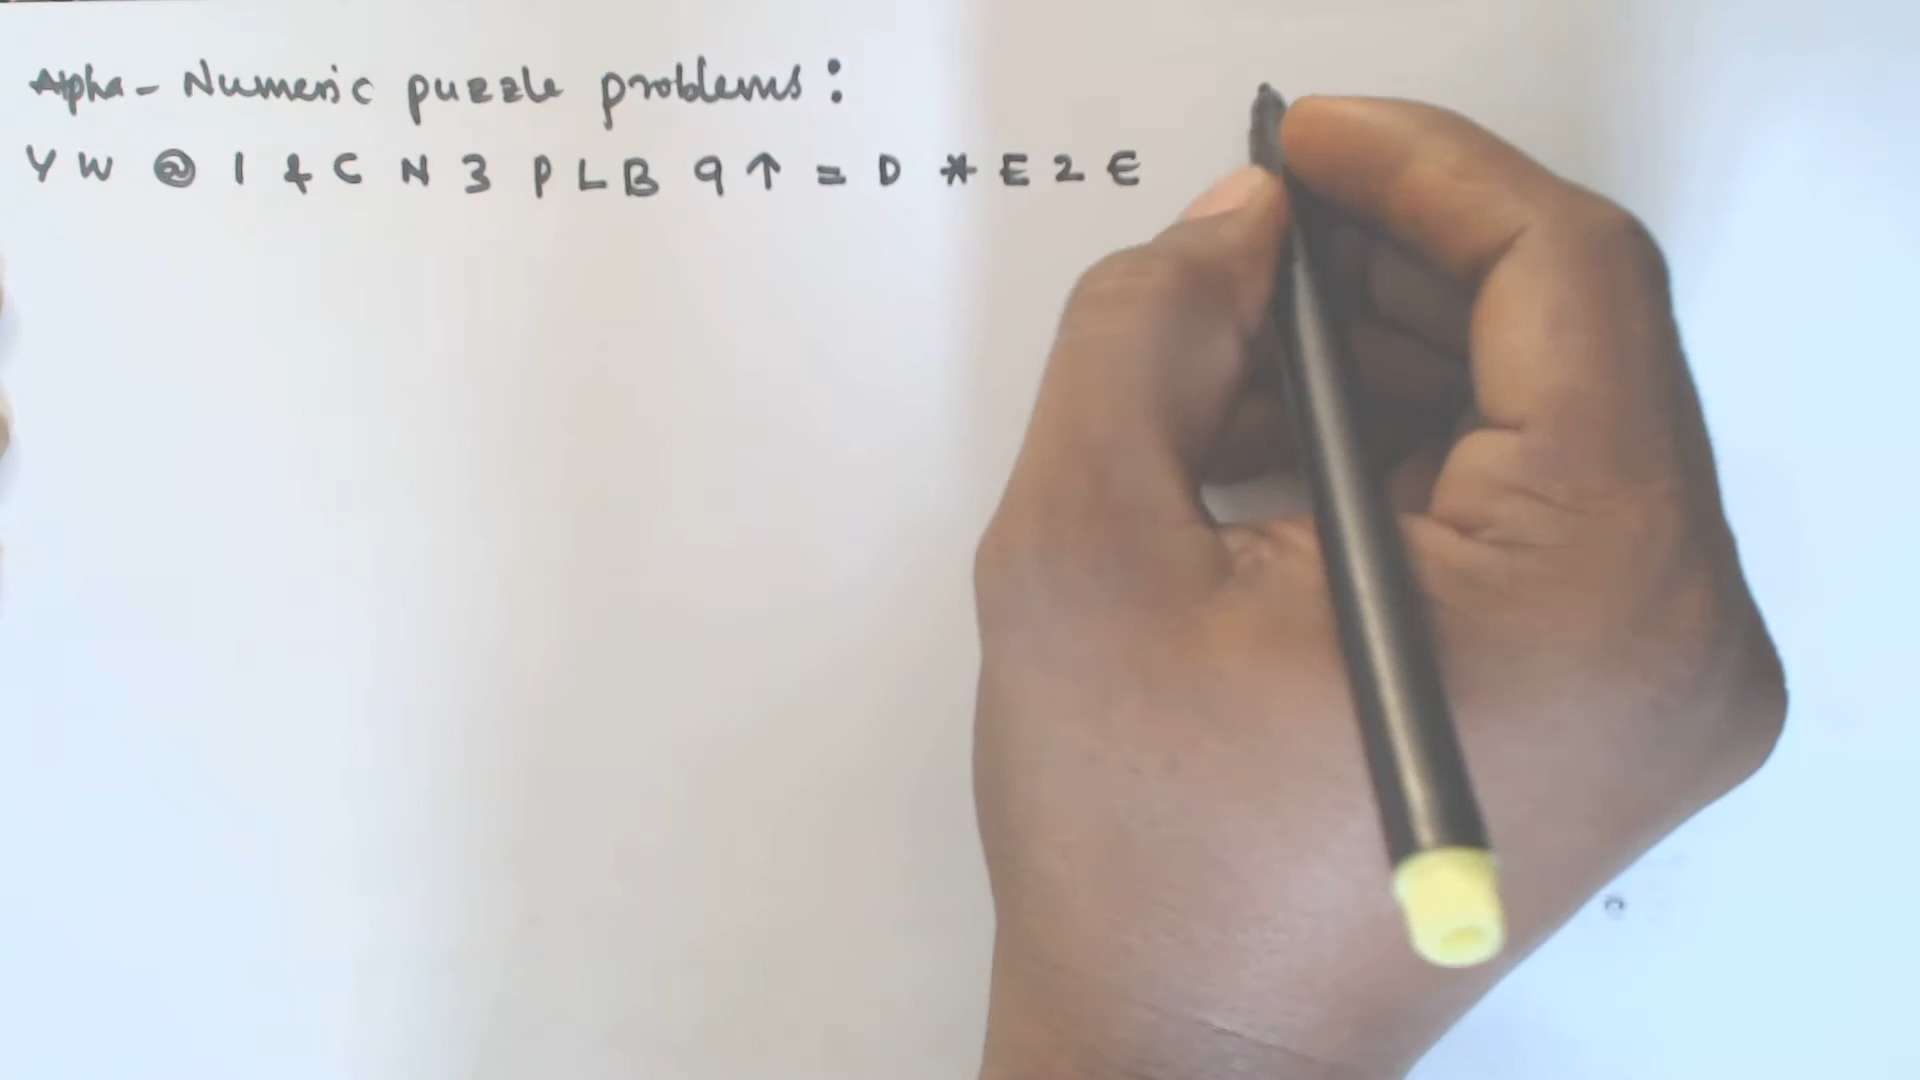 Alpha - Numeric puzzle problems :
Y W @ 1 & C N 3 P L B 9 ↑ = D * E 2 €